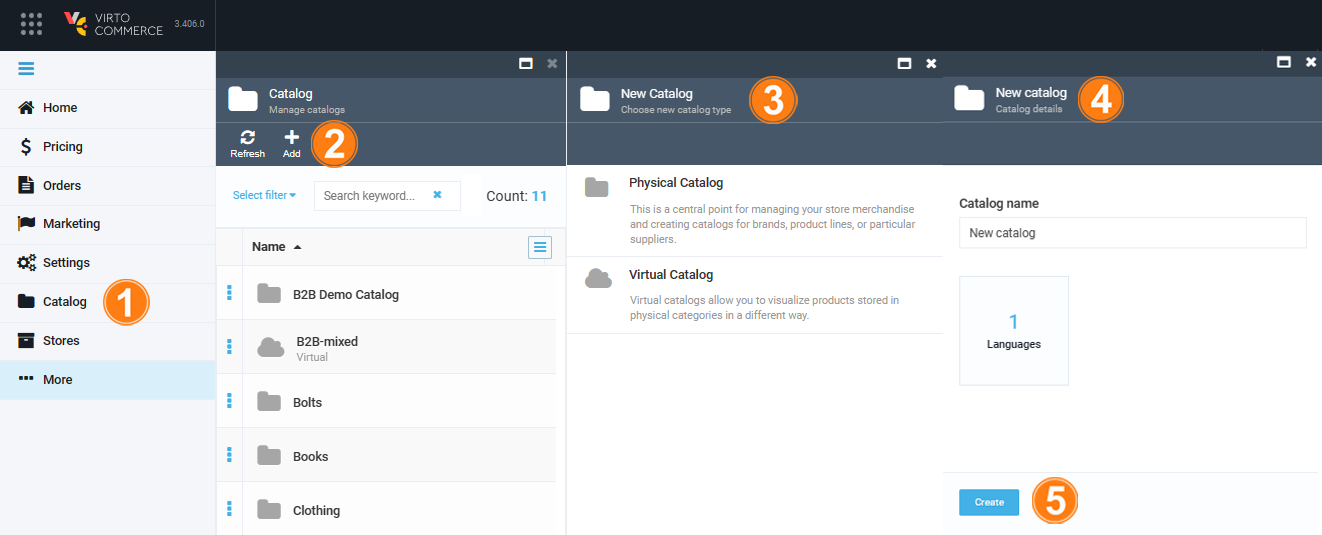 VIRTO
COMMERCE
3.406.0
Home
Pricing
Orders
Marketing
Settings
Catalog
1
Stores
More
Catalog
Manage catalogs
Refresh
Add
2
Select filter
Search keyword...
Count: 11
Name
B2B Demo Catalog
B2B-mixed
Virtual
Bolts
Books
Clothing
New Catalog
Choose new catalog type
3
Physical Catalog
This is a central point for managing your store merchandise
and creating catalogs for brands, product lines, or particular
suppliers.
Virtual Catalog
Virtual catalogs allow you to visualize products stored in
physical categories in a different way.
New catalog
Catalog details
4
Catalog name
New catalog
1
Languages
Create
5